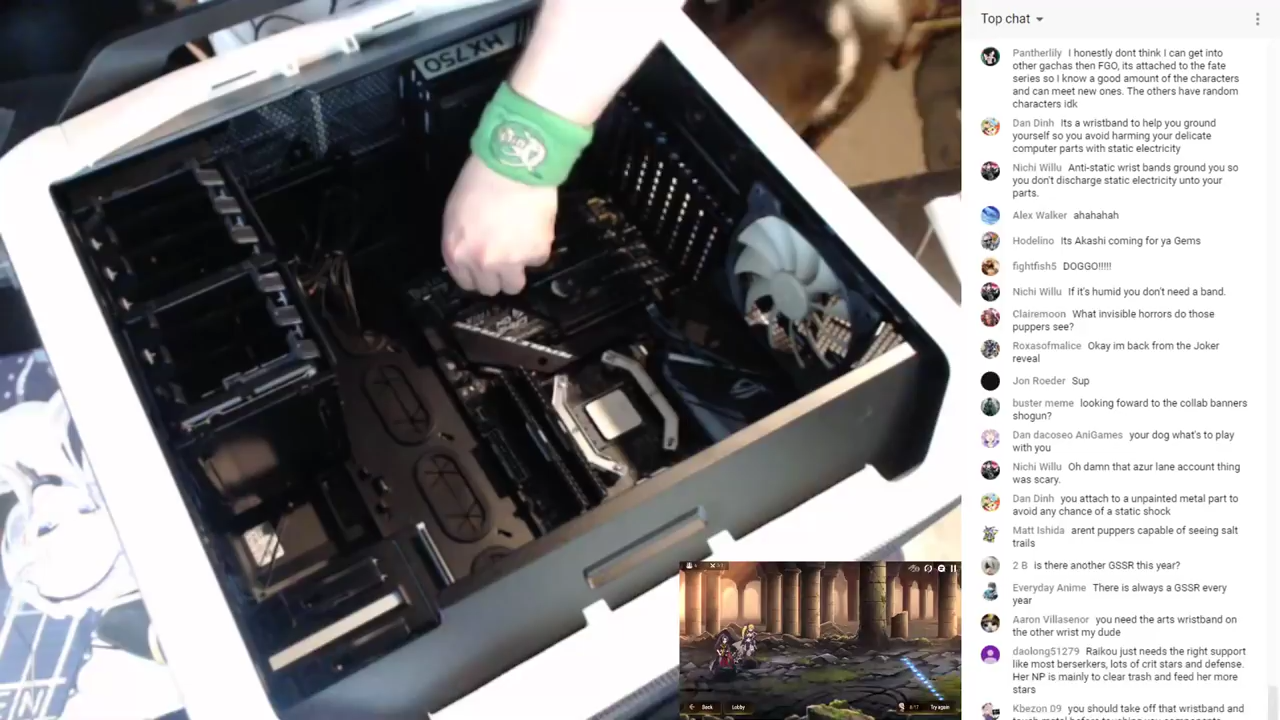 HX750
Top chat
Pantherlily I honestly dont think I can get into
other gachas then FGO, its attached to the fate
series so I know a good amount of the characters
and can meet new ones. The others have random
characters idk
Dan Dinh Its a wristband to help you ground
yourself so you avoid harming your delicate
computer parts with static electricity
Nichi Willu Anti-static wrist bands ground you so
you don't discharge static electricity unto your
parts.
Alex Walker ahahahah
Hodelino Its Akashi coming for ya Gems
fightfish5 DOGGO!!!!!
Nichi Willu If it's humid you don't need a band.
Clairemoon What invisible horrors do those
puppers see?
Roxasofmalice Okay im back from the Joker
reveal
Jon Roeder Sup
buster meme looking foward to the collab banners
shogun?
Dan dacoseo AniGames your dog what's to play
with you
Nichi Willu Oh damn that azur lane account thing
was scary.
Dan Dinh you attach to a unpainted metal part to
avoid any chance of a static shock
Matt Ishida arent puppers capable of seeing salt
trails
2 B is there another GSSR this year?
Everyday Anime There is always a GSSR every
year
Aaron Villasenor you need the arts wristband on
the other wrist my dude
daolong51279 Raikou just needs the right support
like most berserkers, lots of crit stars and defense.
Her NP is mainly to clear trash and feed her more
stars
Kbezon 09 you should take off that wristband and
Back
Lobby
Try again